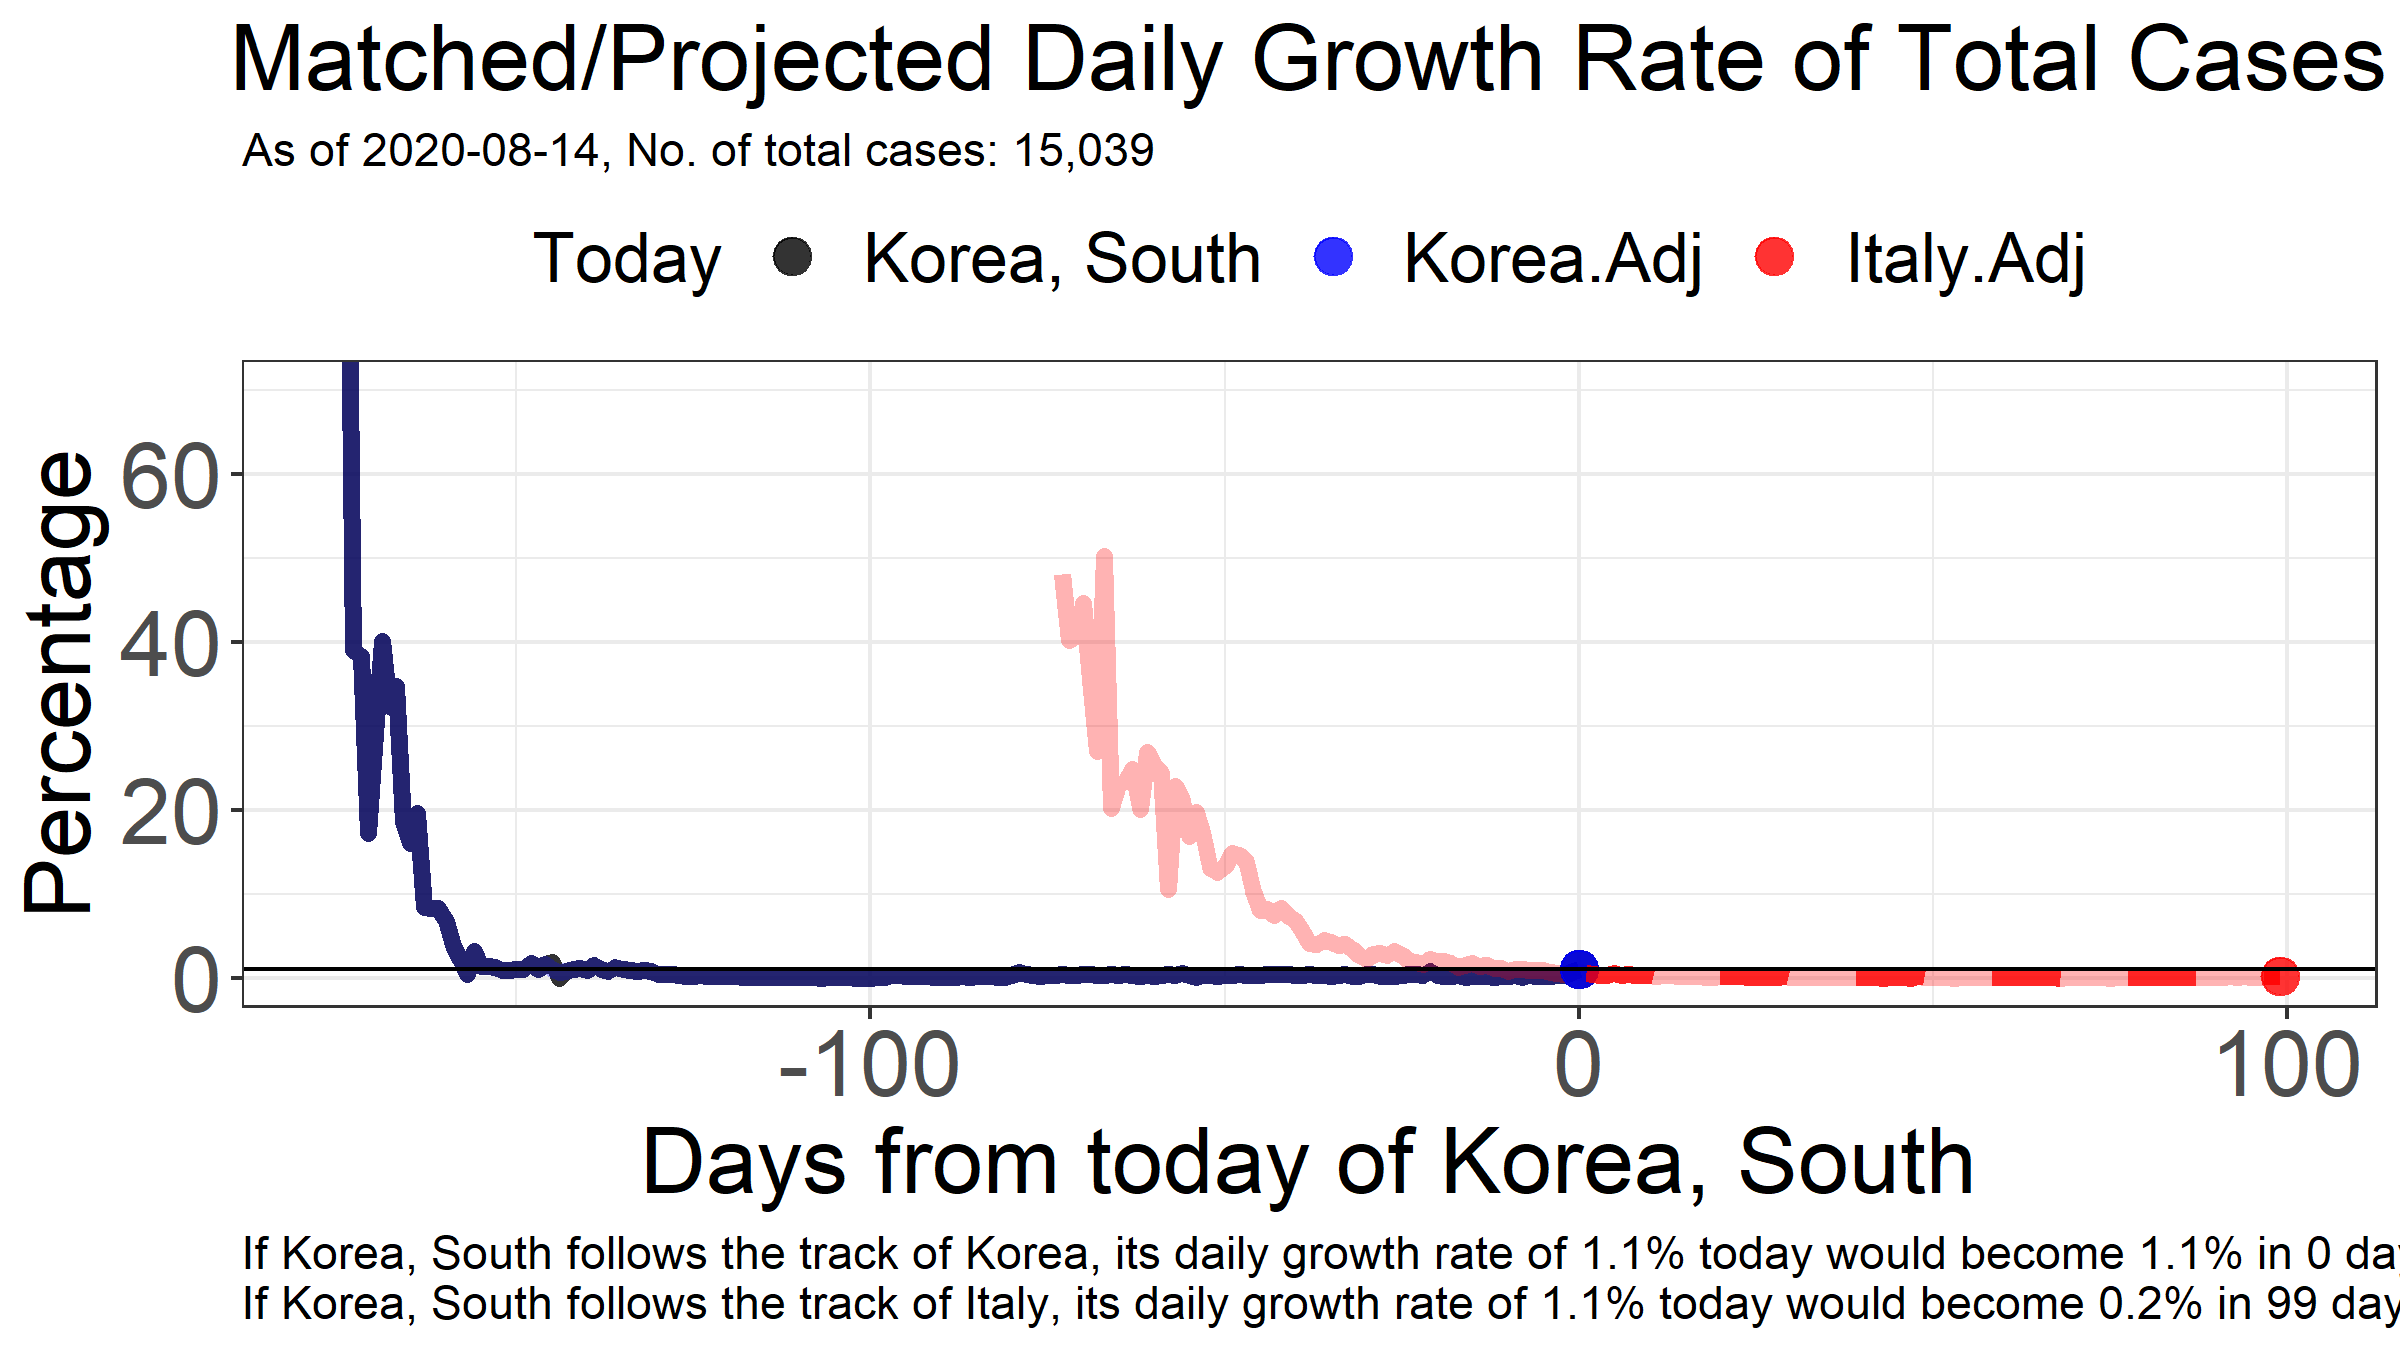 Matched/Projected Daily Growth Rate of Total Cases
As of 2020-08-14, No. of total cases: 15,039
Today Korea, South Korea.Adj Italy.Adj
Percentage
60
40
20
0
-100 0 100
Days from today of Korea, South
If Korea, South follows the track of Korea, its daily growth rate of 1.1% today would become 1.1% in 0 day
If Korea, South follows the track of Italy, its daily growth rate of 1.1% today would become 0.2% in 99 day